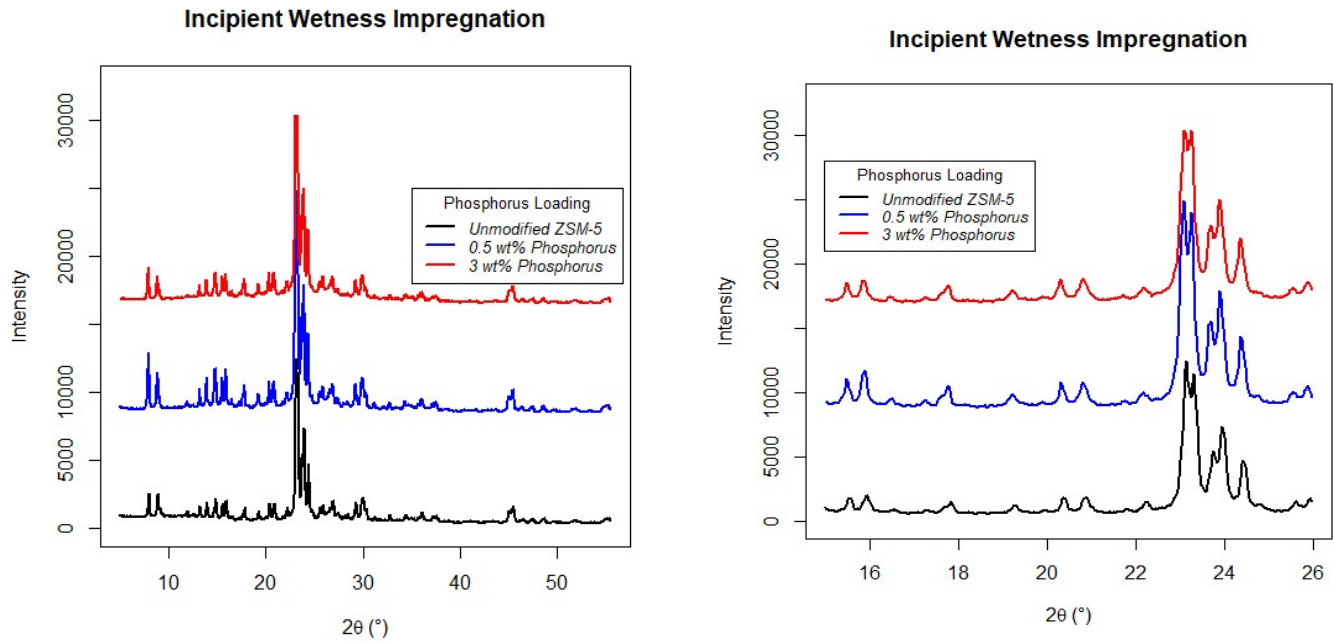 Incipient Wetness Impregnation
Intensity
0
5000
10000
20000
30000
Phosphorus Loading
Unmodified ZSM-5
0.5 wt% Phosphorus
3 wt% Phosphorus
10 20 30 40 50
2θ (°)
Incipient Wetness Impregnation
Intensity
0
5000
10000
20000
30000
Phosphorus Loading
Unmodified ZSM-5
0.5 wt% Phosphorus
3 wt% Phosphorus
16 18 20 22 24 26
2θ (°)